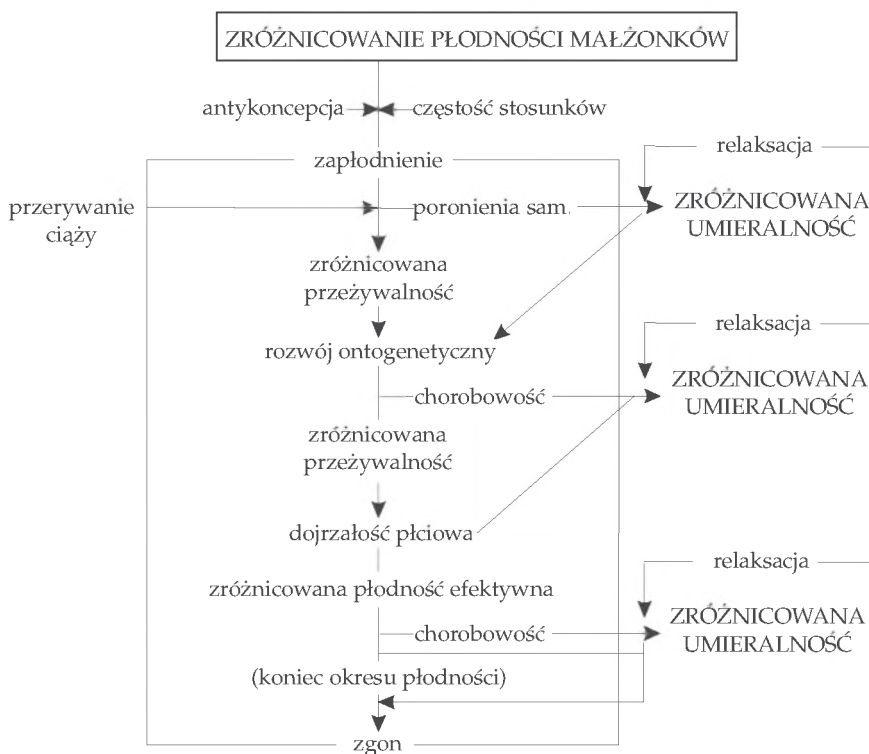 ZRÓŻNICOWANIE PŁODNOŚCI MAŁŻONKÓW
antykoncepcja
częstość stosunków
zapłodnienie
relaksacja
przerywanie
ciąży
poronienia sam.
ZRÓŻNICOWANA
UMIERALNOŚĆ
zróżnicowana
przeżywalność
relaksacja
rozwój ontogenetyczny
chorobowość
ZRÓŻNICOWANA
UMIERALNOŚĆ
zróżnicowana
przeżywalność
dojrzałość płciowa
relaksacja
zróżnicowana płodność efektywna
chorobowość
ZRÓŻNICOWANA
UMIERALNOŚĆ
(koniec okresu płodności)
zgon